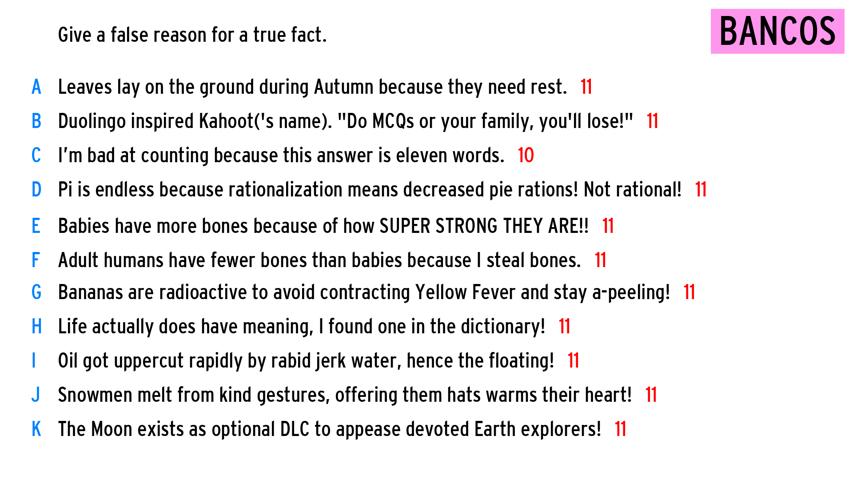 Give a false reason for a true fact.
BANCOS
A Leaves lay on the ground during Autumn because they need rest. 11
B Duolingo inspired Kahoot('s name). "Do MCQs or your family, you'll lose!" 11
C I'm bad at counting because this answer is eleven words. 10
D Pi is endless because rationalization means decreased pie rations! Not rational! 11
E Babies have more bones because of how SUPER STRONG THEY ARE!! 11
F Adult humans have fewer bones than babies because I steal bones. 11
G Bananas are radioactive to avoid contracting Yellow Fever and stay a-peeling! 11
H Life actually does have meaning, I found one in the dictionary! 11
I Oil got uppercut rapidly by rabid jerk water, hence the floating! 11
J Snowmen melt from kind gestures, offering them hats warms their heart! 11
K The Moon exists as optional DLC to appease devoted Earth explorers! 11